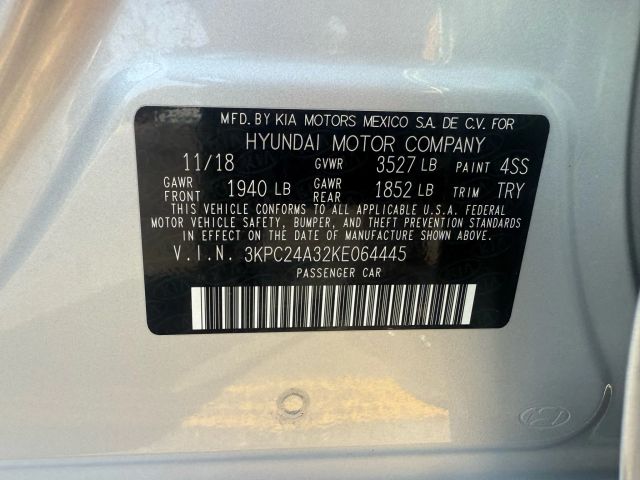 MFD. BY KIA MOTORS MEXICO S.A. DE C.V. FOR
HYUNDAI MOTOR COMPANY
11/18 GVWR 3527 LB PAINT 4SS
GAWR FRONT 1940 LB GAWR REAR 1852 LB TRIM TRY
THIS VEHICLE CONFORMS TO ALL APPLICABLE U.S.A. FEDERAL
MOTOR VEHICLE SAFETY, BUMPER, AND THEFT PREVENTION STANDARDS
IN EFFECT ON THE DATE OF MANUFACTURE SHOWN ABOVE.
V.I.N. 3KPC24A32KE064445
PASSENGER CAR